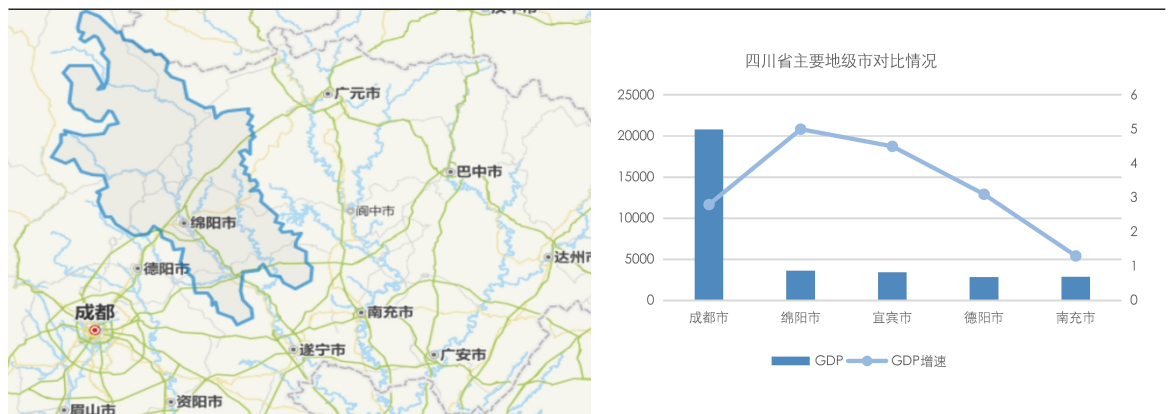 广元市
巴中市
阆中市
绵阳市
达州市
德阳市
成都
南充市
遂宁市
广安市
资阳市
眉山市
四川省主要地级市对比情况
25000
20000
15000
10000
5000
0
6
5
4
3
2
1
0
成都市
绵阳市
宜宾市
德阳市
南充市
GDP
GDP增速